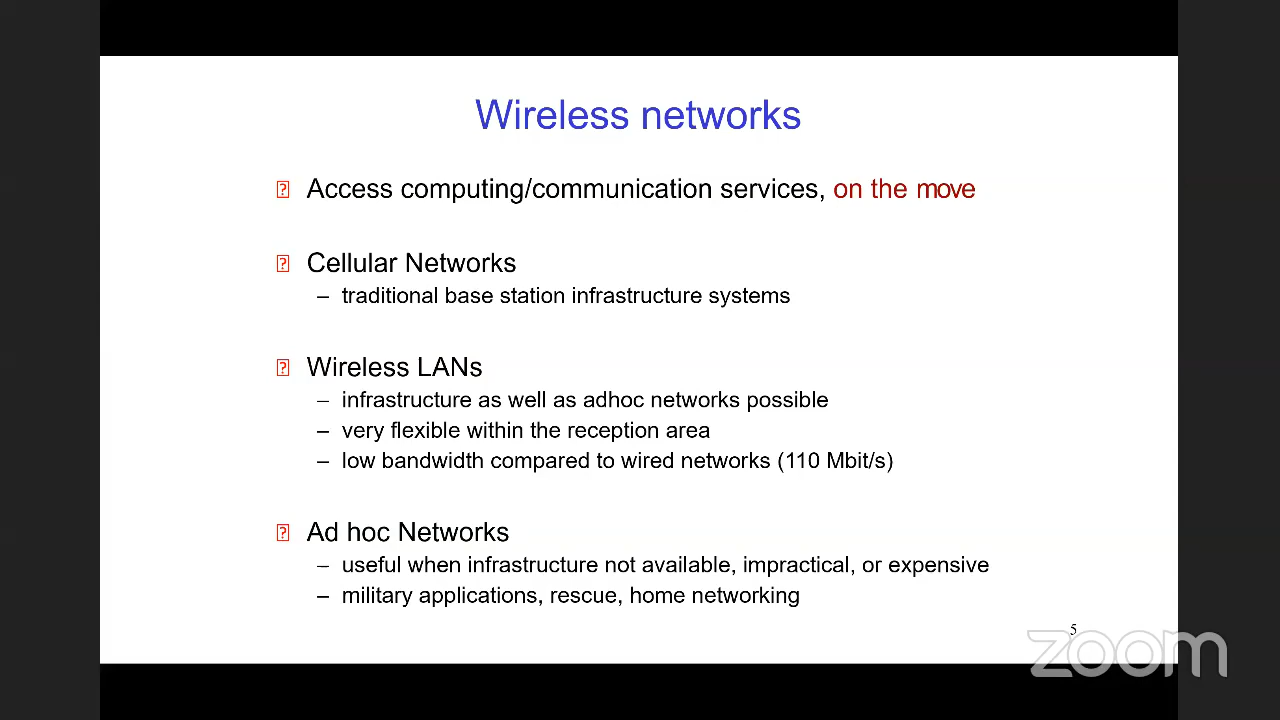 Wireless networks
Access computing/communication services, on the move
Cellular Networks
– traditional base station infrastructure systems
Wireless LANs
– infrastructure as well as adhoc networks possible
– very flexible within the reception area
– low bandwidth compared to wired networks (110 Mbit/s)
Ad hoc Networks
– useful when infrastructure not available, impractical, or expensive
– military applications, rescue, home networking
5
zoom